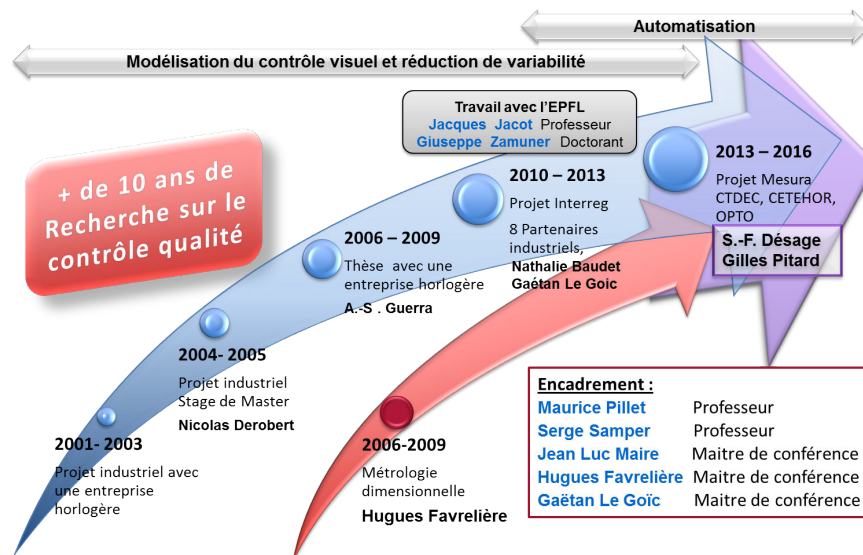 Automatisation
Modélisation du contrôle visuel et réduction de variabilité
Travail avec l'EPFL
Jacques Jacot Professeur
Giuseppe Zamuner Doctorant
+ de 10 ans de
Recherche sur le
contrôle qualité
2013 – 2016
Projet Mesura
CTDEC, CETEHOR,
OPTO
S.-F. Désage
Gilles Pitard
2010 – 2013
Projet Interreg
8 Partenaires
industriels,
Nathalie Baudet
Gaétan Le Goic
2006 – 2009
Thèse avec une
entreprise horlogère
A.-S . Guerra
2004- 2005
Projet industriel
Stage de Master
Nicolas Derobert
2001- 2003
Projet industriel avec
une entreprise
horlogère
2006-2009
Métrologie
dimensionnelle
Hugues Favrelière
Encadrement :
Maurice Pillet Professeur
Serge Samper Professeur
Jean Luc Maire Maitre de conférence
Hugues Favrelière Maitre de conférence
Gaëtan Le Goïc Maitre de conférence